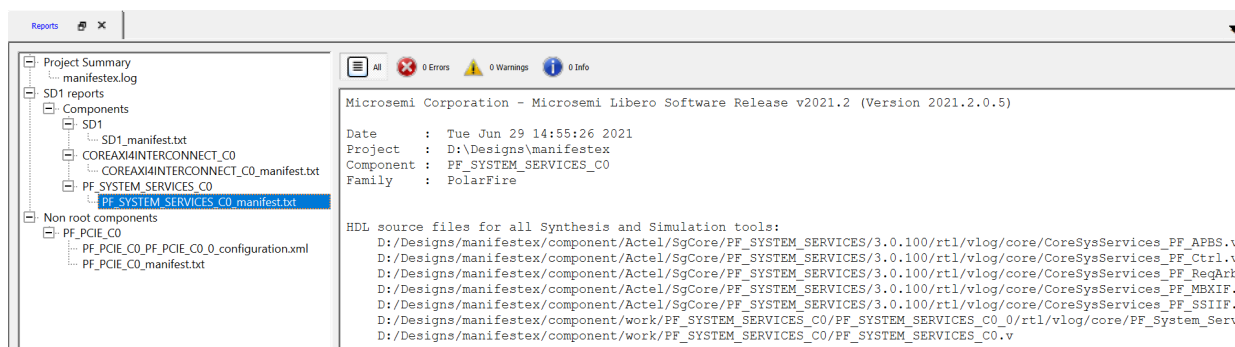 Reports
Project Summary
manifestex.log
SD1 reports
Components
SD1
SD1_manifest.txt
COREAXI4INTERCONNECT_C0
COREAXI4INTERCONNECT_C0_manifest.txt
PF_SYSTEM_SERVICES_C0
PF_SYSTEM_SERVICES_C0_manifest.txt
Non root components
PF_PCIE_C0
PF_PCIE_C0_PF_PCIE_C0_0_configuration.xml
PF_PCIE_C0_manifest.txt
All 0 Errors 0 Warnings 0 Info
Microsemi Corporation - Microsemi Libero Software Release v2021.2 (Version 2021.2.0.5)
Date : Tue Jun 29 14:55:26 2021
Project : D:\Designs\manifestex
Component : PF_SYSTEM_SERVICES_C0
Family : PolarFire
HDL source files for all Synthesis and Simulation tools:
D:/Designs/manifestex/component/Actel/SgCore/PF_SYSTEM_SERVICES/3.0.100/rtl/vlog/core/CoreSysServices_PF_APBS.v
D:/Designs/manifestex/component/Actel/SgCore/PF_SYSTEM_SERVICES/3.0.100/rtl/vlog/core/CoreSysServices_PF_Ctrl.v
D:/Designs/manifestex/component/Actel/SgCore/PF_SYSTEM_SERVICES/3.0.100/rtl/vlog/core/CoreSysServices_PF_ReqArb
D:/Designs/manifestex/component/Actel/SgCore/PF_SYSTEM_SERVICES/3.0.100/rtl/vlog/core/CoreSysServices_PF_MBXIF.
D:/Designs/manifestex/component/Actel/SgCore/PF_SYSTEM_SERVICES/3.0.100/rtl/vlog/core/CoreSysServices_PF_SSIIF.
D:/Designs/manifestex/component/work/PF_SYSTEM_SERVICES_C0/PF_SYSTEM_SERVICES_C0_0/rtl/vlog/core/PF_System_Serv
D:/Designs/manifestex/component/work/PF_SYSTEM_SERVICES_C0/PF_SYSTEM_SERVICES_C0.v